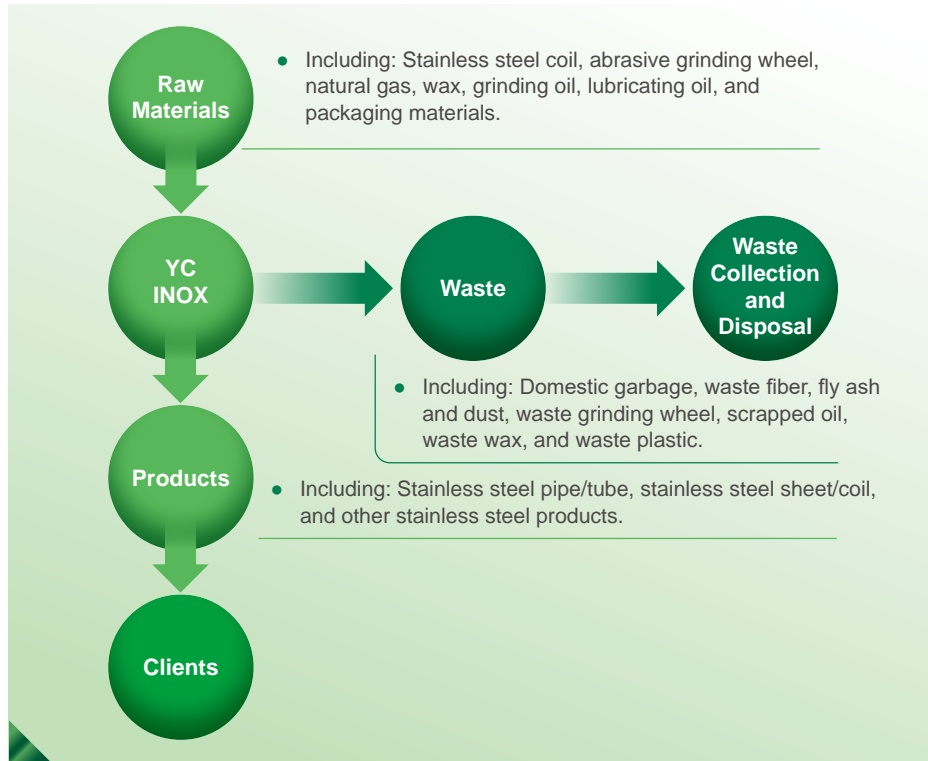 Raw
Materials
● Including: Stainless steel coil, abrasive grinding wheel,
natural gas, wax, grinding oil, lubricating oil, and
packaging materials.
YC
INOX
Waste
Waste
Collection
and
Disposal
● Including: Domestic garbage, waste fiber, fly ash
and dust, waste grinding wheel, scrapped oil,
waste wax, and waste plastic.
Products
● Including: Stainless steel pipe/tube, stainless steel sheet/coil,
and other stainless steel products.
Clients